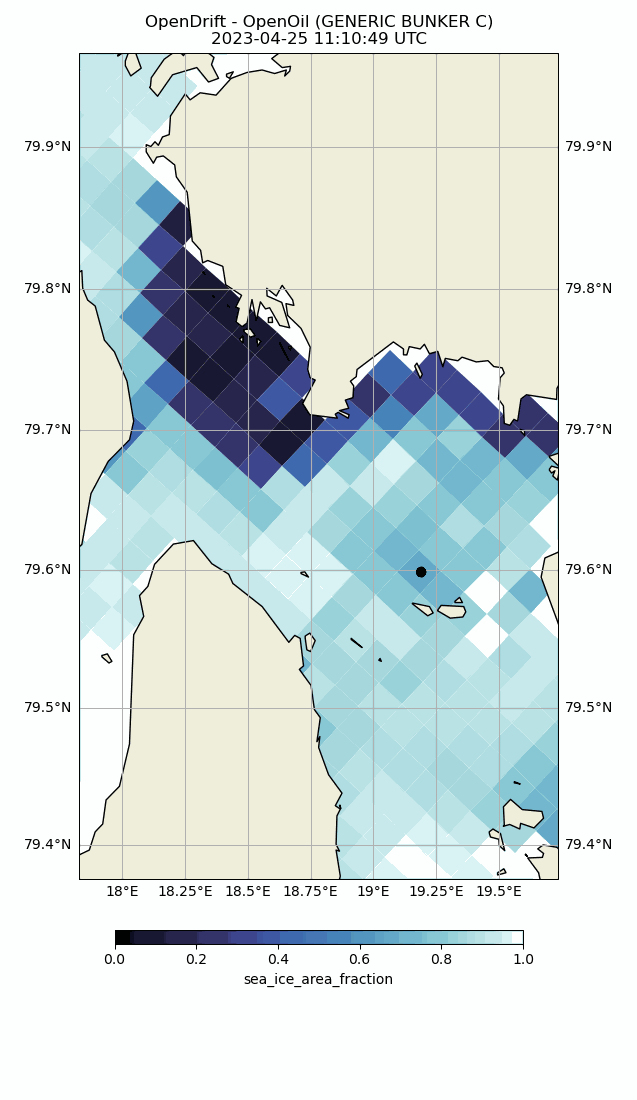 OpenDrift - OpenOil (GENERIC BUNKER C)
2023-04-25 11:10:49 UTC
79.9°N 79.9°N
79.8°N 79.8°N
79.7°N 79.7°N
79.6°N 79.6°N
79.5°N 79.5°N
79.4°N 79.4°N
18°E 18.25°E 18.5°E 18.75°E 19°E 19.25°E 19.5°E
0.0 0.2 0.4 0.6 0.8 1.0
sea_ice_area_fraction